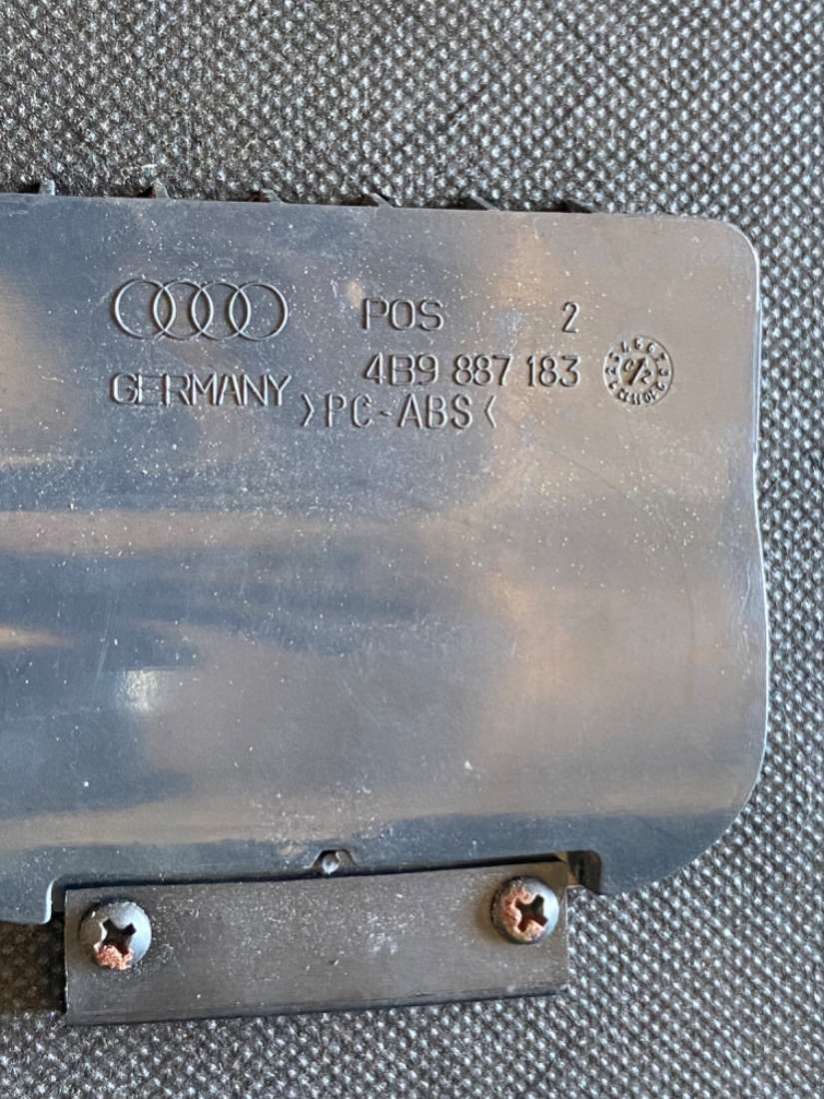 POS 2
4B9 887 183
GERMANY
>PC-ABS<